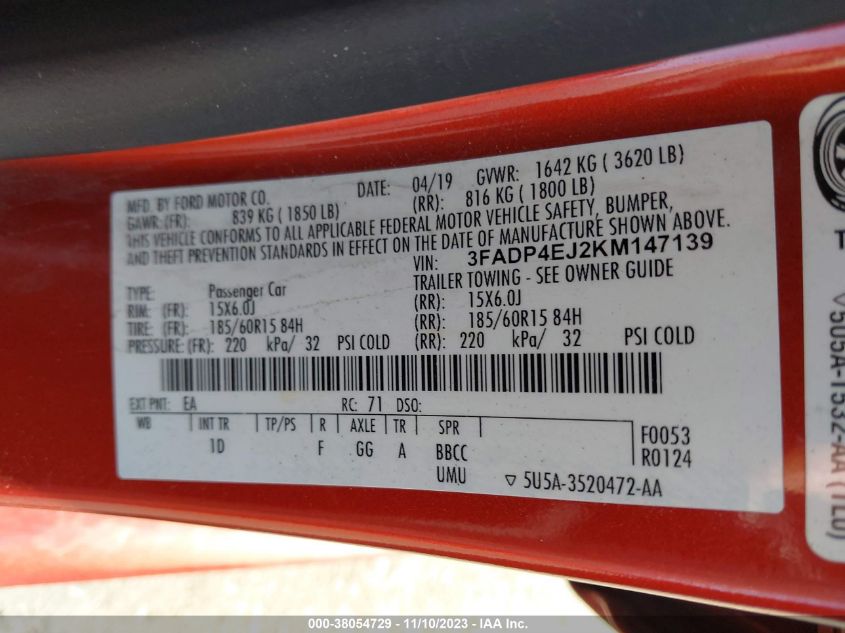 MFD. BY FORD MOTOR CO.
DATE: 04/19 GVWR: 1642 KG ( 3620 LB)
GAWR: (FR): 839 KG ( 1850 LB) (RR): 816 KG ( 1800 LB)
THIS VEHICLE CONFORMS TO ALL APPLICABLE FEDERAL MOTOR VEHICLE SAFETY, BUMPER,
AND THEFT PREVENTION STANDARDS IN EFFECT ON THE DATE OF MANUFACTURE SHOWN ABOVE.
VIN: 3FADP4EJ2KM147139
TYPE: Passenger Car TRAILER TOWING - SEE OWNER GUIDE
RIM: (FR): 15X6.0J (RR): 15X6.0J
TIRE: (FR): 185/60R15 84H (RR): 185/60R15 84H
PRESSURE: (FR): 220 kPa/ 32 PSI COLD (RR): 220 kPa/ 32 PSI COLD
EXT PNT: EA RC: 71 DSO:
WB INT TR TP/PS R AXLE TR SPR
1D F GG A BBCC
UMU
F0053
R0124
▽ 5U5A-3520472-AA
T
▽5U5A-1532-AA (TLD)
000-38054729 - 11/10/2023 - IAA Inc.